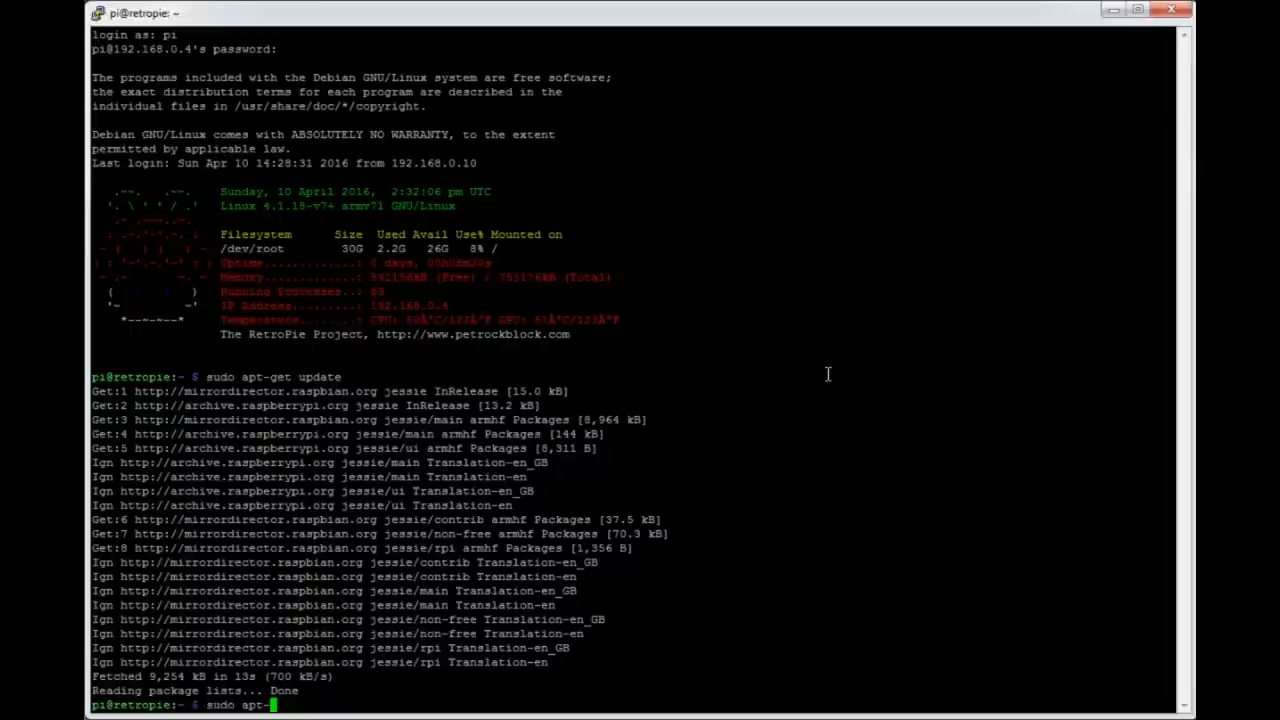 pi@retropie: ~
login as: pi
pi@192.168.0.4's password:
The programs included with the Debian GNU/Linux system are free software;
the exact distribution terms for each program are described in the
individual files in /usr/share/doc/*/copyright.
Debian GNU/Linux comes with ABSOLUTELY NO WARRANTY, to the extent
permitted by applicable law.
Last login: Sun Apr 10 14:28:31 2016 from 192.168.0.10
Sunday, 10 April 2016, 2:32:06 pm UTC
Linux 4.1.18-v7+ armv7l GNU/Linux
Filesystem Size Used Avail Use% Mounted on
/dev/root 30G 2.2G 26G 8% /
Uptime.............: 0 days,
Memory.............: (Free) / (Total)
Running Processes..:
IP Address.........: 192.168.0.4
Temperature........: CPU: GPU:
The RetroPie Project, http://www.petrockblock.com
pi@retropie:~ $ sudo apt-get update
Get:1 http://mirrordirector.raspbian.org jessie InRelease [15.0 kB]
Get:2 http://archive.raspberrypi.org jessie InRelease [13.2 kB]
Get:3 http://mirrordirector.raspbian.org jessie/main armhf Packages [8,964 kB]
Get:4 http://archive.raspberrypi.org jessie/main armhf Packages [144 kB]
Get:5 http://archive.raspberrypi.org jessie/ui armhf Packages [8,311 B]
Ign http://archive.raspberrypi.org jessie/main Translation-en_GB
Ign http://archive.raspberrypi.org jessie/main Translation-en
Ign http://archive.raspberrypi.org jessie/ui Translation-en_GB
Ign http://archive.raspberrypi.org jessie/ui Translation-en
Get:6 http://mirrordirector.raspbian.org jessie/contrib armhf Packages [37.5 kB]
Get:7 http://mirrordirector.raspbian.org jessie/non-free armhf Packages [70.3 kB]
Get:8 http://mirrordirector.raspbian.org jessie/rpi armhf Packages [1,356 B]
Ign http://mirrordirector.raspbian.org jessie/contrib Translation-en_GB
Ign http://mirrordirector.raspbian.org jessie/contrib Translation-en
Ign http://mirrordirector.raspbian.org jessie/main Translation-en_GB
Ign http://mirrordirector.raspbian.org jessie/main Translation-en
Ign http://mirrordirector.raspbian.org jessie/non-free Translation-en_GB
Ign http://mirrordirector.raspbian.org jessie/non-free Translation-en
Ign http://mirrordirector.raspbian.org jessie/rpi Translation-en_GB
Ign http://mirrordirector.raspbian.org jessie/rpi Translation-en
Fetched 9,254 kB in 13s (700 kB/s)
Reading package lists... Done
pi@retropie:~ $ sudo apt-